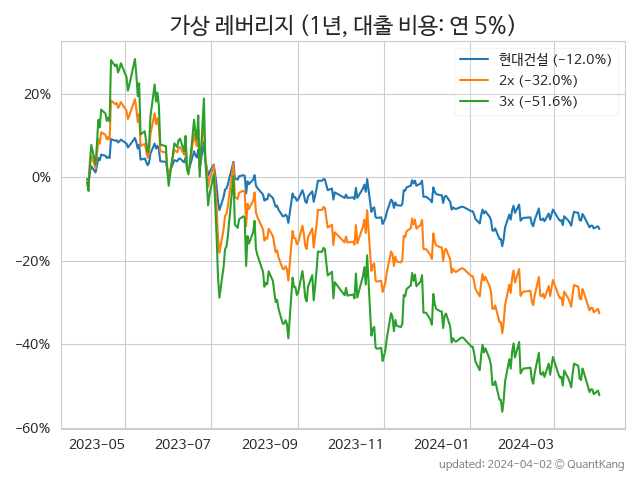 가상 레버리지 (1년, 대출 비용: 연 5%)
현대건설 (−12.0%)
2x (−32.0%)
3x (−51.6%)
20%
0%
−20%
−40%
−60%
2023−05 2023−07 2023−09 2023−11 2024−01 2024−03
updated: 2024-04-02 © QuantKang